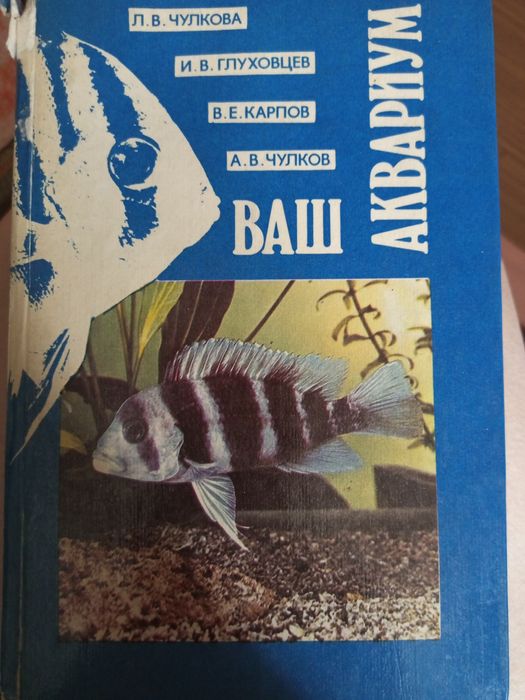 Л.В. ЧУЛКОВА
И.В. ГЛУХОВЦЕВ
В.Е. КАРПОВ
А.В. ЧУЛКОВ
ВАШ
АКВАРИУМ